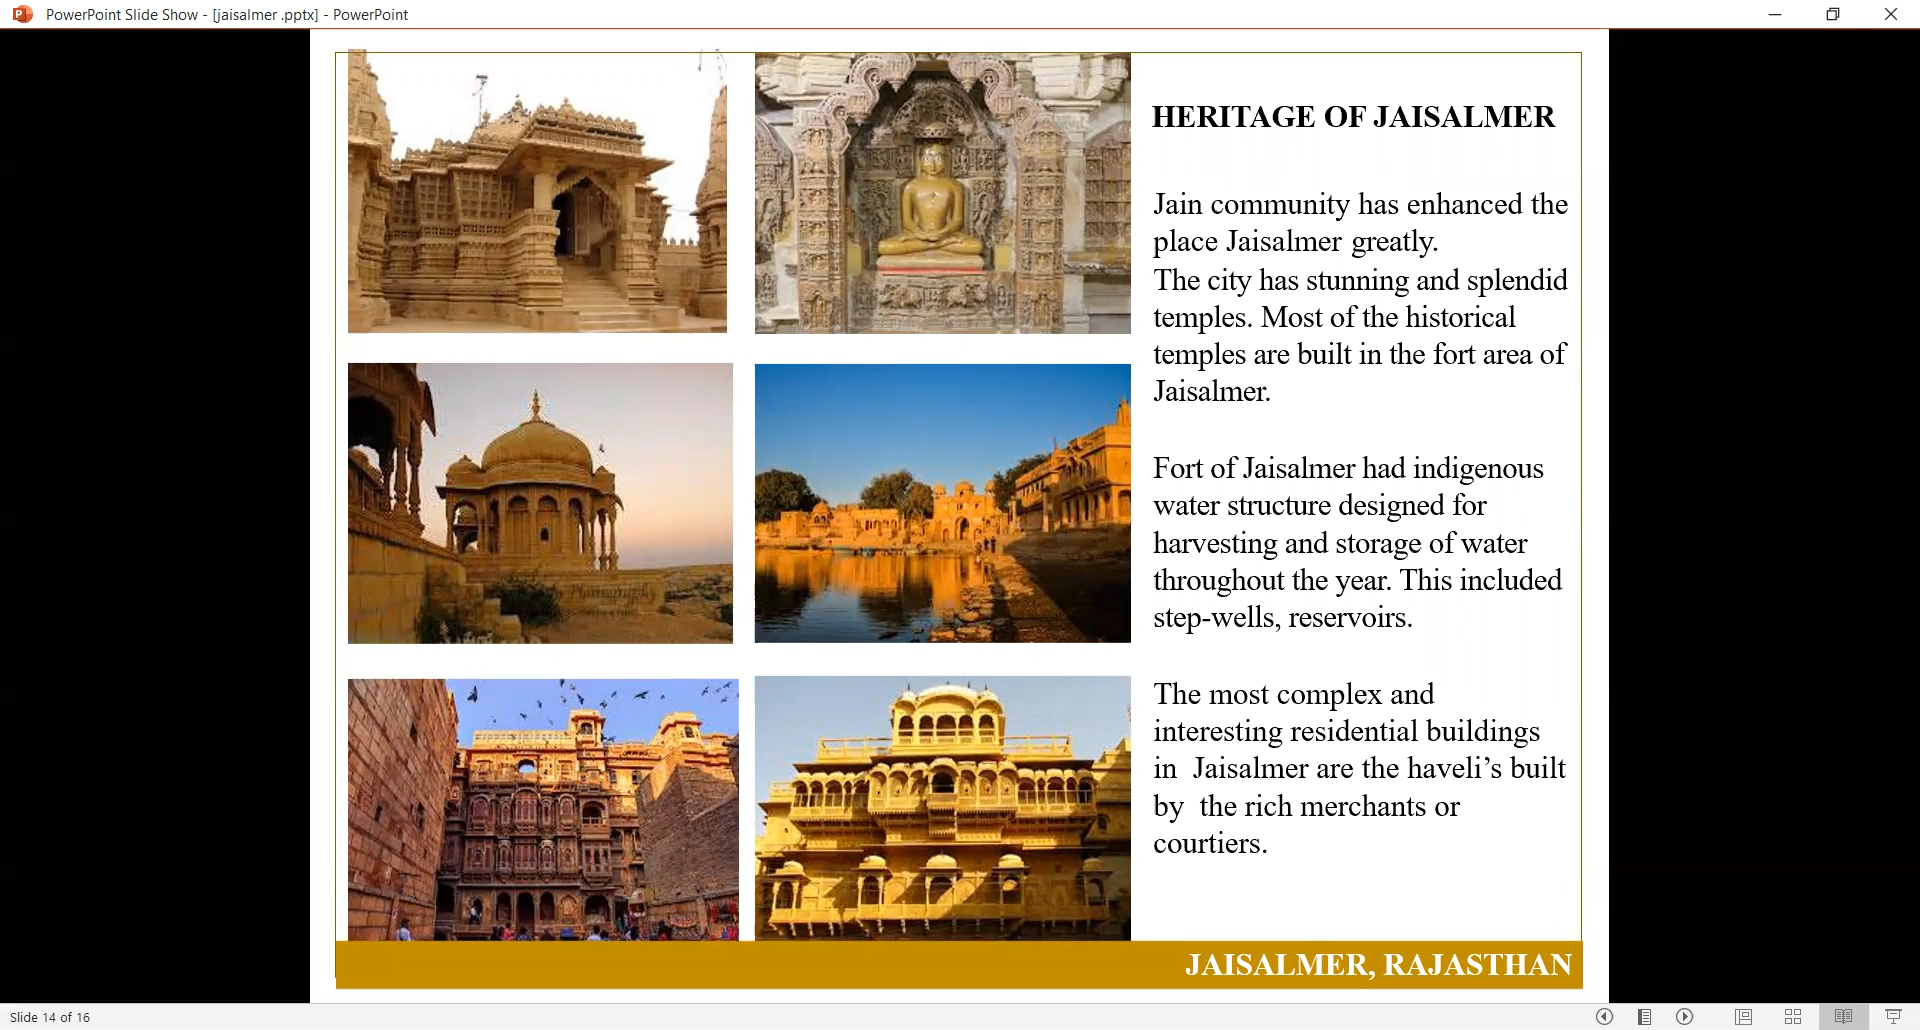 PowerPoint Slide Show - [jaisalmer .pptx] - PowerPoint
HERITAGE OF JAISALMER
Jain community has enhanced the
place Jaisalmer greatly.
The city has stunning and splendid
temples. Most of the historical
temples are built in the fort area of
Jaisalmer.
Fort of Jaisalmer had indigenous
water structure designed for
harvesting and storage of water
throughout the year. This included
step-wells, reservoirs.
The most complex and
interesting residential buildings
in  Jaisalmer are the haveli’s built
by  the rich merchants or
courtiers.
JAISALMER, RAJASTHAN
Slide 14 of 16